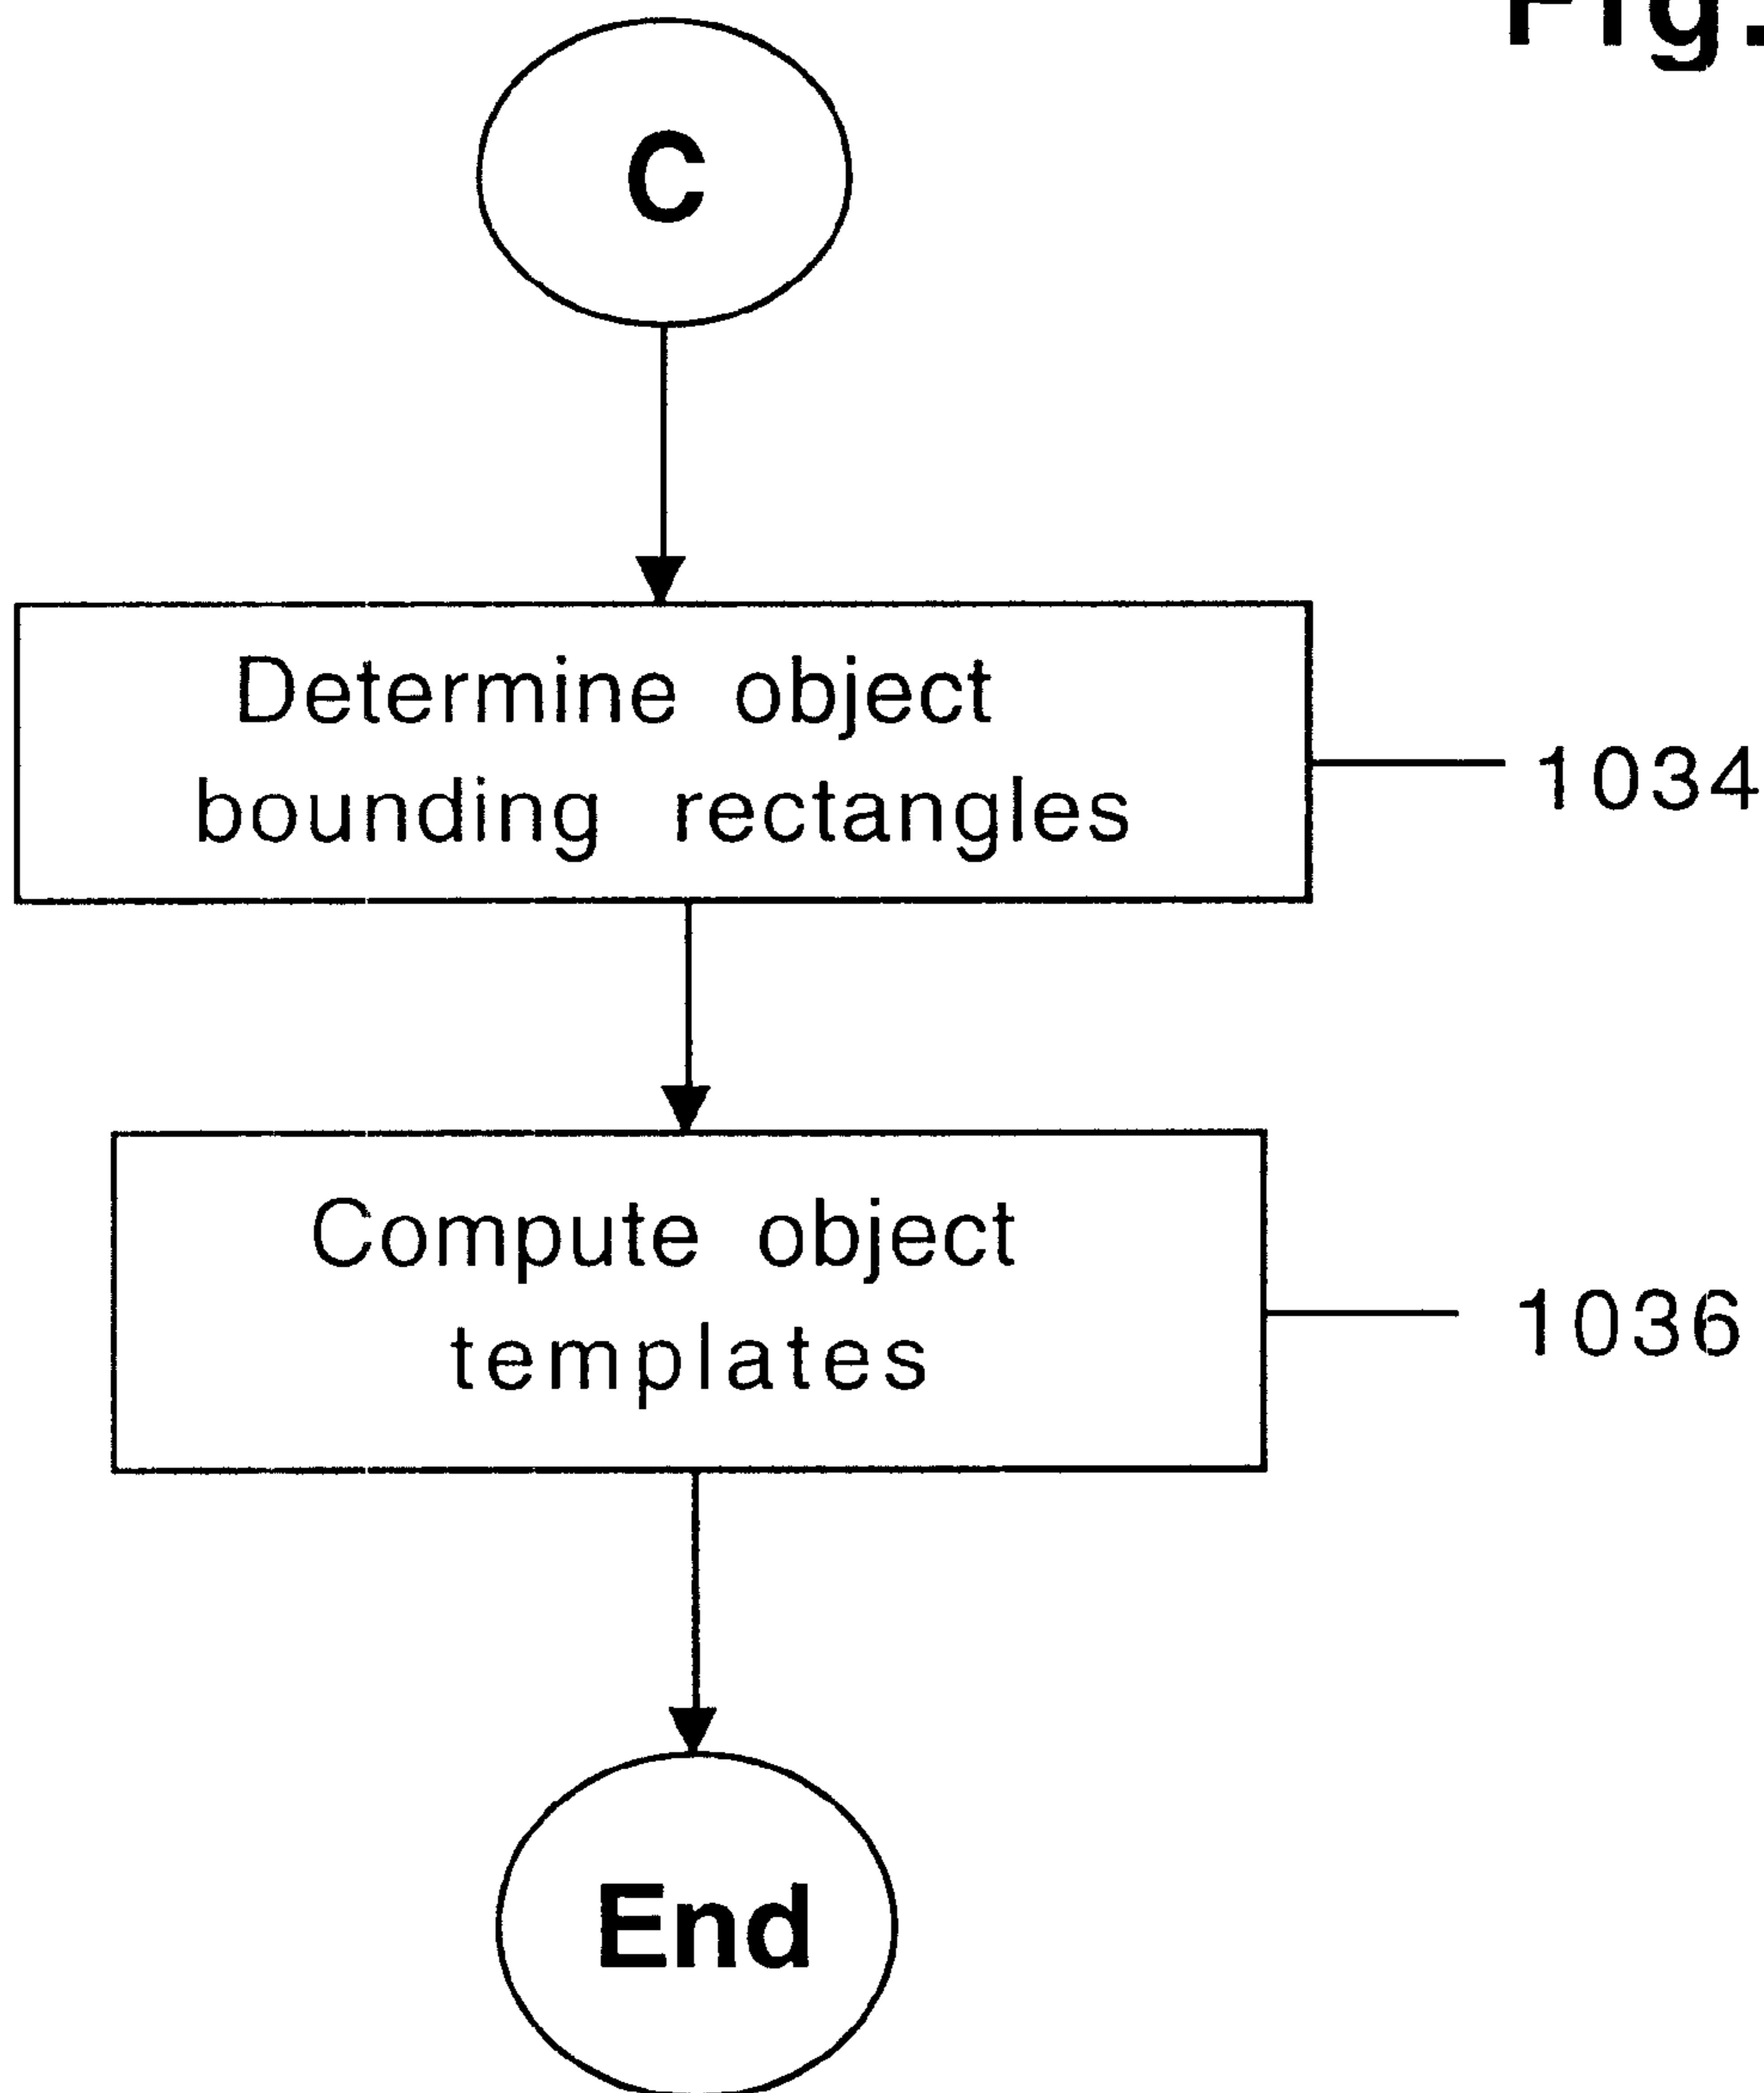 Fig.
C
Determine object
bounding rectangles
1034
Compute object
templates
1036
End